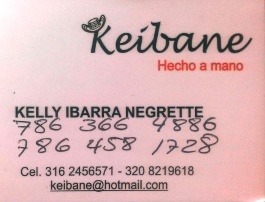 Keibane
Hecho a mano
KELLY IBARRA NEGRETTE
786 366 4886
786 458 1728
Cel. 316 2456571 - 320 8219618
keibane@hotmail.com